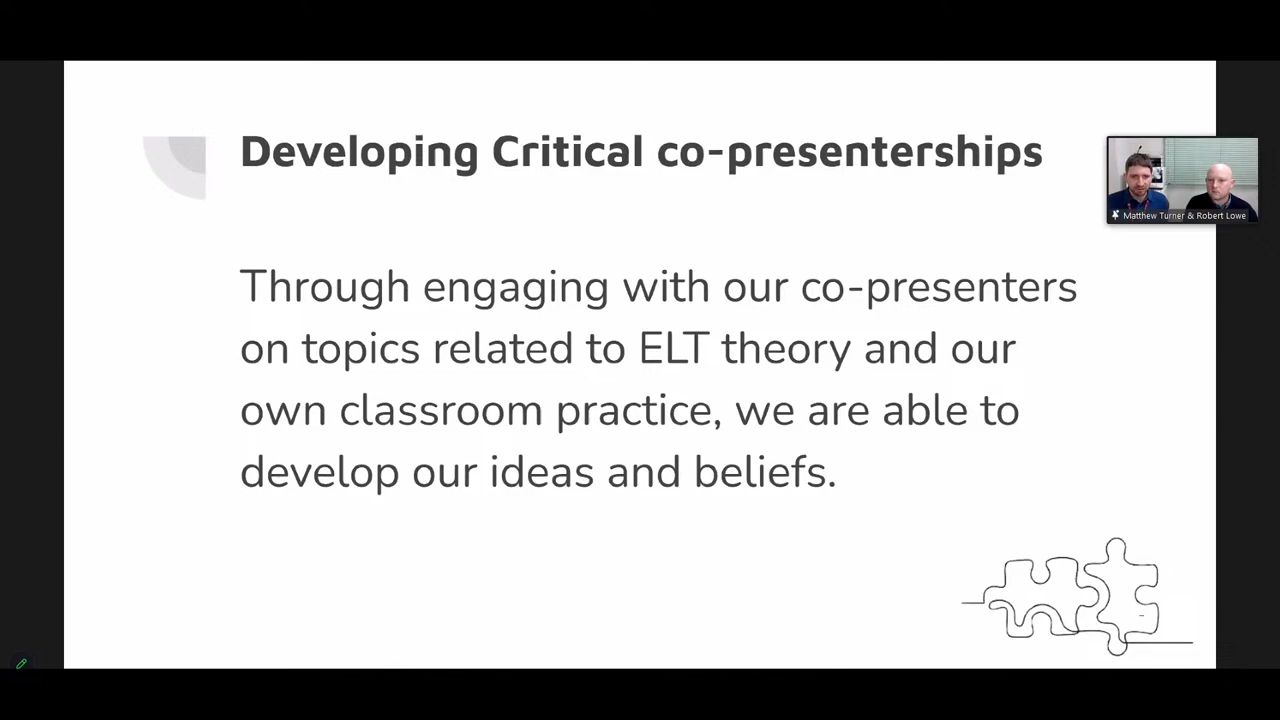 Developing Critical co-presenterships
Matthew Turner & Robert Lowe
Through engaging with our co-presenters
on topics related to ELT theory and our
own classroom practice, we are able to
develop our ideas and beliefs.